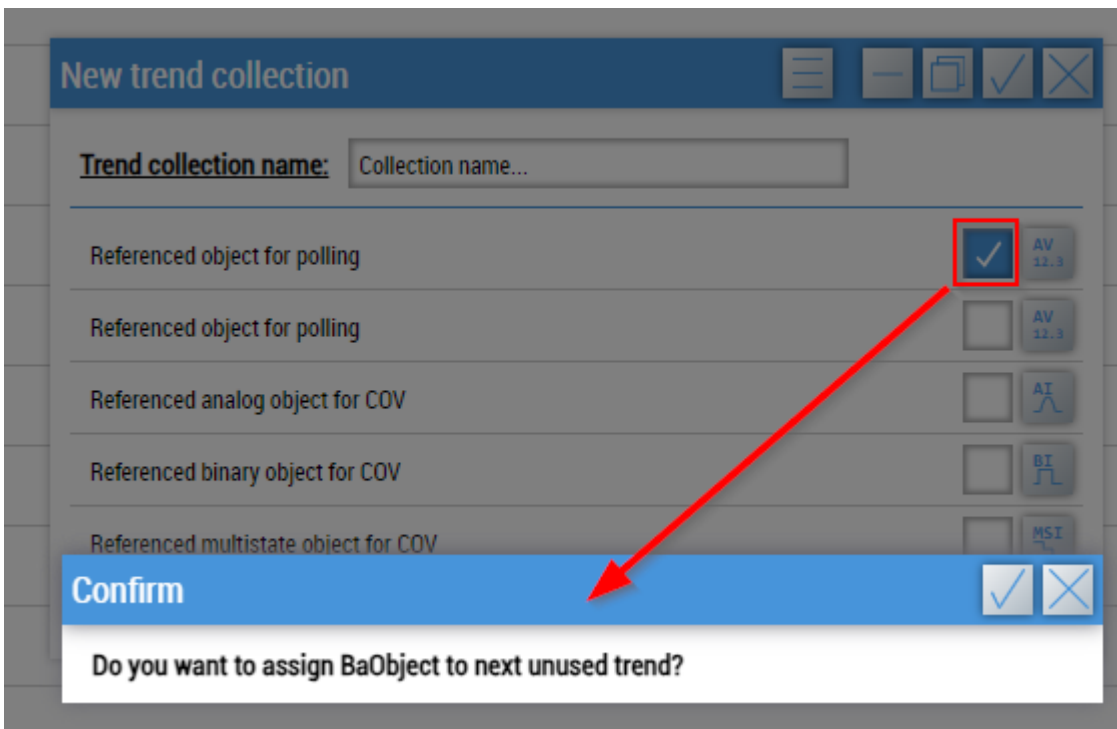 New trend collection
Trend collection name: Collection name...
Referenced object for polling AV 12.3
Referenced object for polling AV 12.3
Referenced analog object for COV AI
Referenced binary object for COV BI
Referenced multistate object for COV MSI
Confirm
Do you want to assign BaObject to next unused trend?